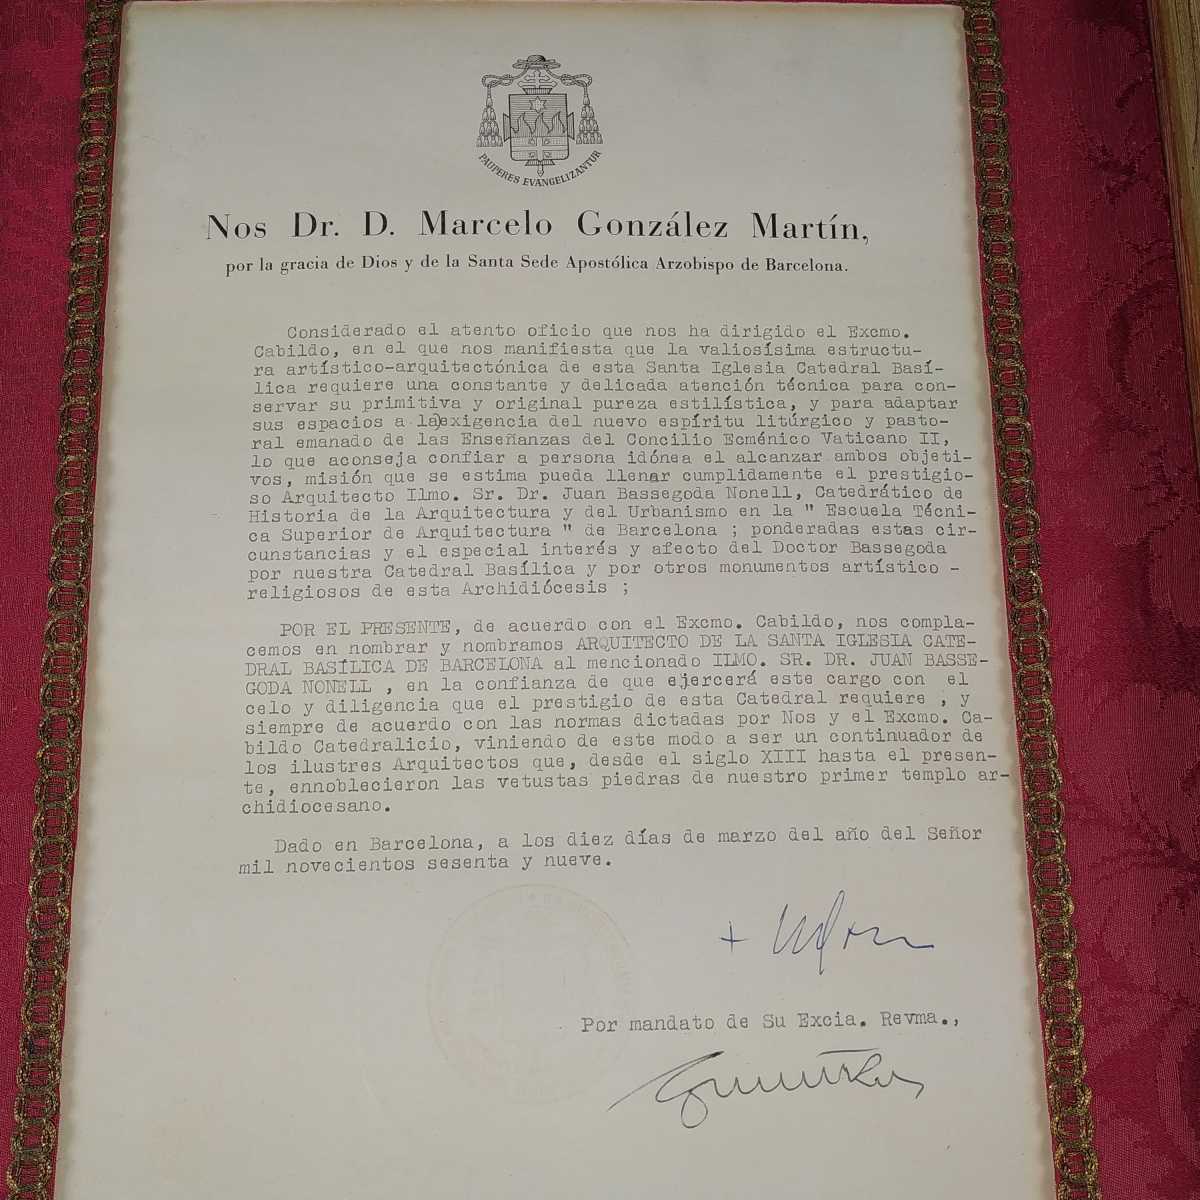 PAUPERES EVANGELIZANTUR
Nos Dr. D. Marcelo González Martín,
por la gracia de Dios y de la Santa Sede Apostólica Arzobispo de Barcelona.
Considerado el atento oficio que nos ha dirigido el Excmo.
Cabildo, en el que nos manifiesta que la valiosísima estructu-
ra artístico-arquitectónica de esta Santa Iglesia Catedral Basí-
lica requiere una constante y delicada atención técnica para con-
servar su primitiva y original pureza estilística, y para adaptar
sus espacios a la)exigencia del nuevo espíritu litúrgico y pasto-
ral emanado de las Enseñanzas del Concilio Ecménico Vaticano II,
lo que aconseja confiar a persona idónea el alcanzar ambos objeti-
vos, misión que se estima pueda llenar cumplidamente el prestigio-
so Arquitecto Ilmo. Sr. Dr. Juan Bassegoda Nonell, Catedrático de
Historia de la Arquitectura y del Urbanismo en la " Escuela Técni-
ca Superior de Arquitectura " de Barcelona ; ponderadas estas cir-
cunstancias y el especial interés y afecto del Doctor Bassegoda
por nuestra Catedral Basílica y por otros monumentos artístico -
religiosos de esta Archidiócesis ;
POR EL PRESENTE, de acuerdo con el Excmo. Cabildo, nos compla-
cemos en nombrar y nombramos ARQUITECTO DE LA SANTA IGLESIA CATE-
DRAL BASÍLICA DE BARCELONA al mencionado ILMO. SR. DR. JUAN BASSE-
GODA NONELL , en la confianza de que ejercerá este cargo con el
celo y diligencia que el prestigio de esta Catedral requiere , y
siempre de acuerdo con las normas dictadas por Nos y el Excmo. Ca-
bildo Catedralicio, viniendo de este modo a ser un continuador de
los ilustres Arquitectos que, desde el siglo XIII hasta el presen-
te, ennoblecieron las vetustas piedras de nuestro primer templo ar-
chidiocesano.
Dado en Barcelona, a los diez días de marzo del año del Señor
mil novecientos sesenta y nueve.
Por mandato de Su Excia. Revma.,